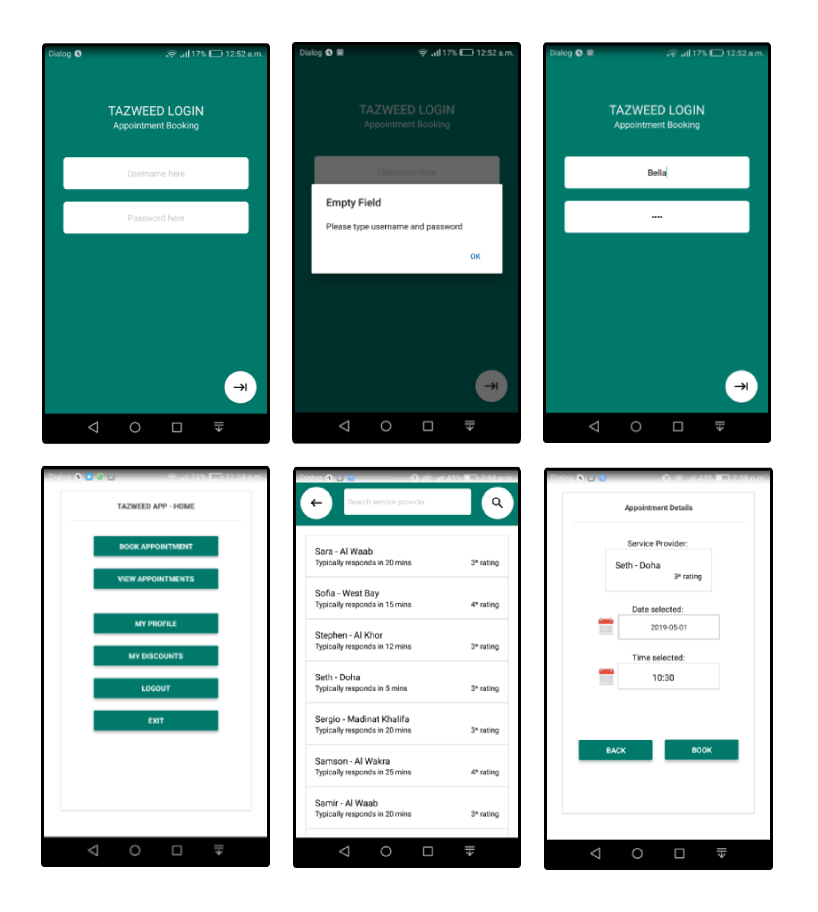 Dialog 17% 12:52 a.m.
TAZWEED LOGIN
Appointment Booking
Username here
Password here
Dialog 17% 12:52 a.m.
TAZWEED LOGIN
Appointment Booking
Username here
Empty Field
Please type username and password
OK
Dialog 17% 12:52 a.m.
TAZWEED LOGIN
Appointment Booking
Bella
••••
TAZWEED APP - HOME
BOOK APPOINTMENT
VIEW APPOINTMENTS
MY PROFILE
MY DISCOUNTS
LOGOUT
EXIT
Search service provider
Sara - Al Waab
Typically responds in 20 mins 3* rating
Sofia - West Bay
Typically responds in 15 mins 4* rating
Stephen - Al Khor
Typically responds in 12 mins 3* rating
Seth - Doha
Typically responds in 5 mins 3* rating
Sergio - Madinat Khalifa
Typically responds in 20 mins 3* rating
Samson - Al Wakra
Typically responds in 25 mins 4* rating
Samir - Al Waab
Typically responds in 20 mins 3* rating
Appointment Details
Service Provider:
Seth - Doha
3* rating
Date selected:
2019-05-01
Time selected:
10:30
BACK BOOK